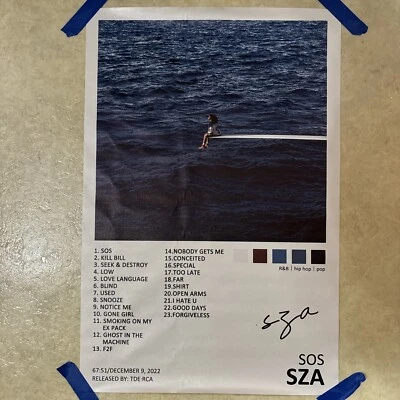 1. SOS
2. KILL BILL
3. SEEK & DESTROY
4. LOW
5. LOVE LANGUAGE
6. BLIND
7. USED
8. SNOOZE
9. NOTICE ME
10. GONE GIRL
11. SMOKING ON MY
EX PACK
12. GHOST IN THE
MACHINE
13. F2F
14.NOBODY GETS ME
15.CONCEITED
16.SPECIAL
17.TOO LATE
18.FAR
19.SHIRT
20.OPEN ARMS
21.I HATE U
22.GOOD DAYS
23.FORGIVELESS
R&B | hip hop | pop
sza
SOS
SZA
67:51/DECEMBER 9, 2022
RELEASED BY: TDE·RCA